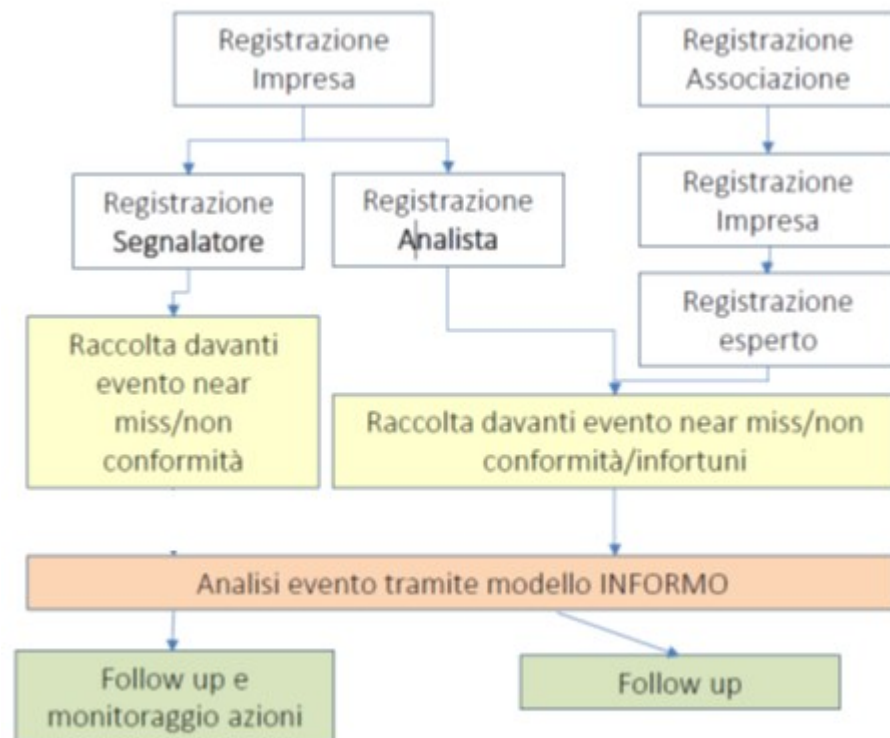 Registrazione
Impresa
Registrazione
Associazione
Registrazione
Segnalatore
Registrazione
Analista
Registrazione
Impresa
Registrazione
esperto
Raccolta davanti
evento near
miss/non
conformità
Raccolta davanti evento near miss/non
conformità/infortuni
Analisi evento tramite modello INFORMO
Follow up e
monitoraggio azioni
Follow up